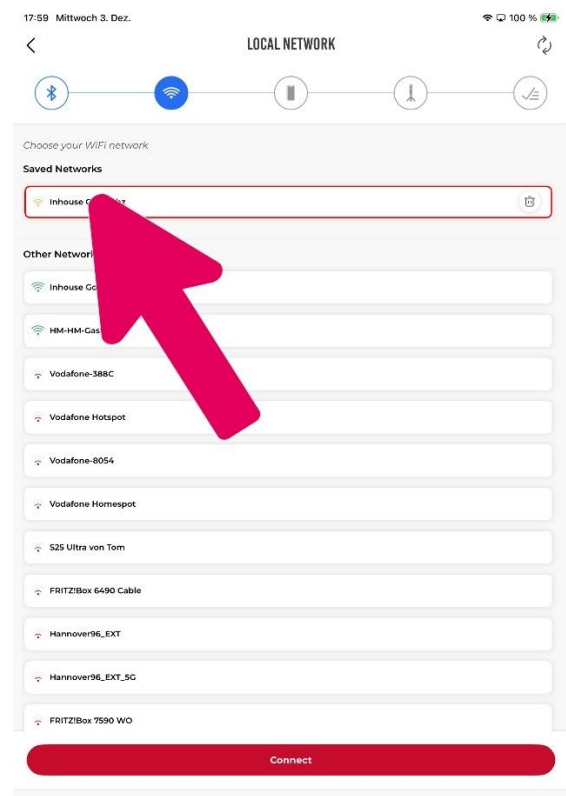 17:59 Mittwoch 3. Dez. 100 %
LOCAL NETWORK
Choose your WiFi network
Saved Networks
Inhouse
Other
Inhouse
HM-HM-Gas
Vodafone-388C
Vodafone Hotspot
Vodafone-8054
Vodafone Homespot
S25 Ultra von Tom
FRITZ!Box 6490 Cable
Hannover96_EXT
Hannover96_EXT_5G
FRITZ!Box 7590 WO
Connect